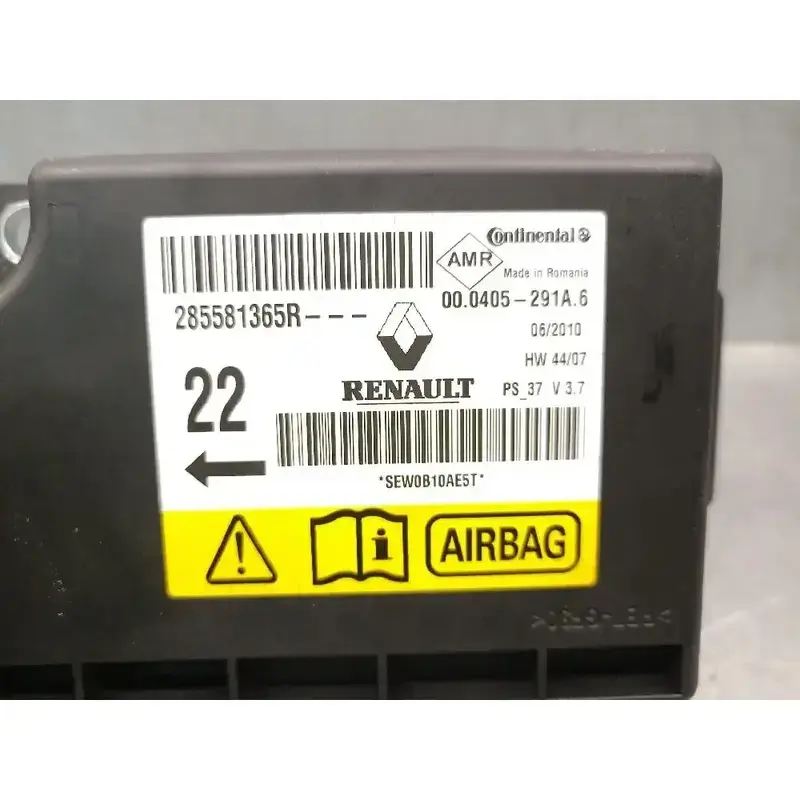 Continental
AMR
Made in Romania
285581365R---
00.0405-291A.6
06/2010
22
HW 44/07
RENAULT
PS_37 V 3.7
*SEW0B10AE5T*
i
AIRBAG